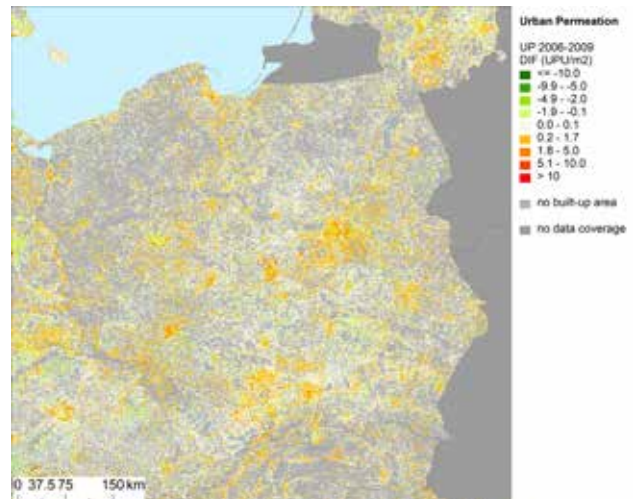 Urban Permeation
UP 2006-2009
DIF (UPU/m2)
<= -10.0
-9.9 - -5.0
-4.9 - -2.0
-1.9 - -0.1
0.0 - 0.1
0.2 - 1.7
1.8 - 5.0
5.1 - 10.0
> 10
no built-up area
no data coverage
0 37.5 75 150 km